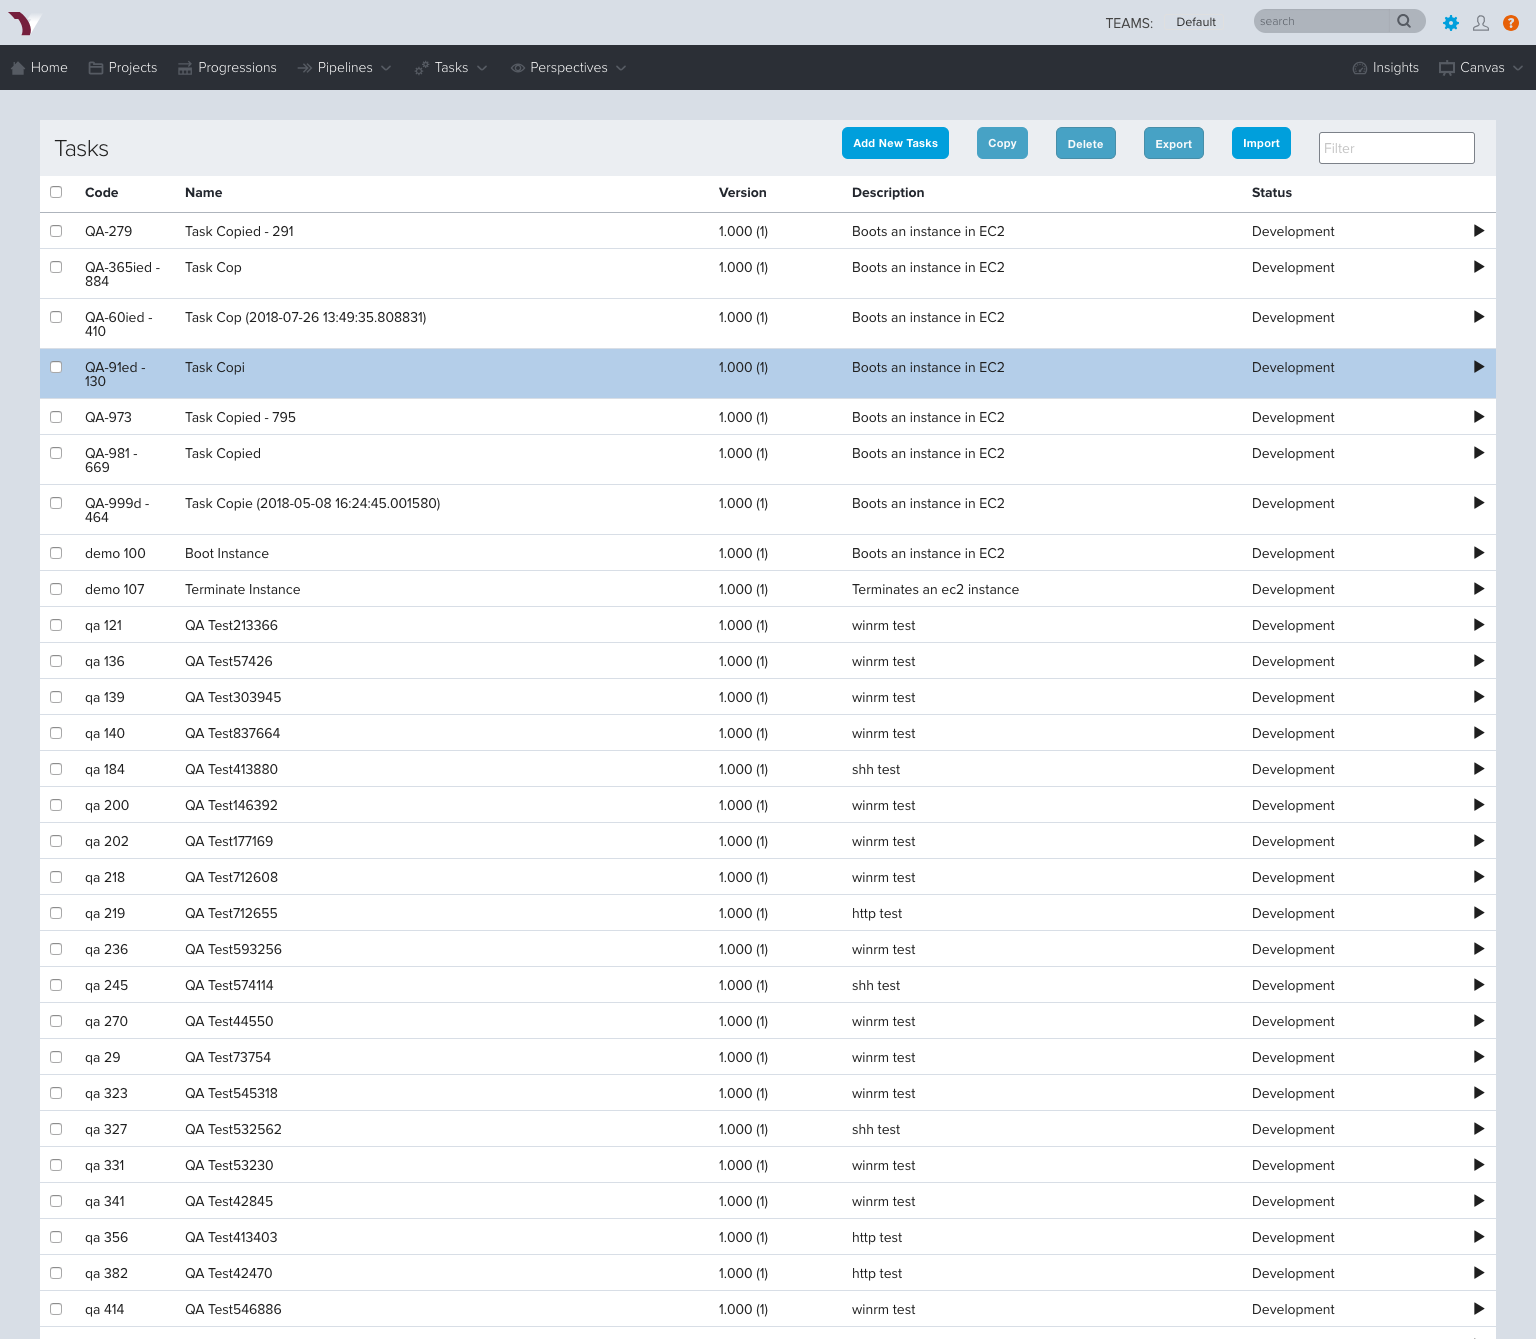 TEAMS: Default search ?
Home Projects Progressions Pipelines Tasks Perspectives Insights Canvas
Tasks Add New Tasks Copy Delete Export Import Filter
Code Name Version Description Status
QA-279 Task Copied - 291 1.000 (1) Boots an instance in EC2 Development
QA-365ied - Task Cop 1.000 (1) Boots an instance in EC2 Development
884
QA-60ied - Task Cop (2018-07-26 13:49:35.808831) 1.000 (1) Boots an instance in EC2 Development
410
QA-91ed - Task Copi 1.000 (1) Boots an instance in EC2 Development
130
QA-973 Task Copied - 795 1.000 (1) Boots an instance in EC2 Development
QA-981 - Task Copied 1.000 (1) Boots an instance in EC2 Development
669
QA-999d - Task Copie (2018-05-08 16:24:45.001580) 1.000 (1) Boots an instance in EC2 Development
464
demo 100 Boot Instance 1.000 (1) Boots an instance in EC2 Development
demo 107 Terminate Instance 1.000 (1) Terminates an ec2 instance Development
qa 121 QA Test213366 1.000 (1) winrm test Development
qa 136 QA Test57426 1.000 (1) winrm test Development
qa 139 QA Test303945 1.000 (1) winrm test Development
qa 140 QA Test837664 1.000 (1) winrm test Development
qa 184 QA Test413880 1.000 (1) shh test Development
qa 200 QA Test146392 1.000 (1) winrm test Development
qa 202 QA Test177169 1.000 (1) winrm test Development
qa 218 QA Test712608 1.000 (1) winrm test Development
qa 219 QA Test712655 1.000 (1) http test Development
qa 236 QA Test593256 1.000 (1) winrm test Development
qa 245 QA Test574114 1.000 (1) shh test Development
qa 270 QA Test44550 1.000 (1) winrm test Development
qa 29 QA Test73754 1.000 (1) winrm test Development
qa 323 QA Test545318 1.000 (1) winrm test Development
qa 327 QA Test532562 1.000 (1) shh test Development
qa 331 QA Test53230 1.000 (1) winrm test Development
qa 341 QA Test42845 1.000 (1) winrm test Development
qa 356 QA Test413403 1.000 (1) http test Development
qa 382 QA Test42470 1.000 (1) http test Development
qa 414 QA Test546886 1.000 (1) winrm test Development